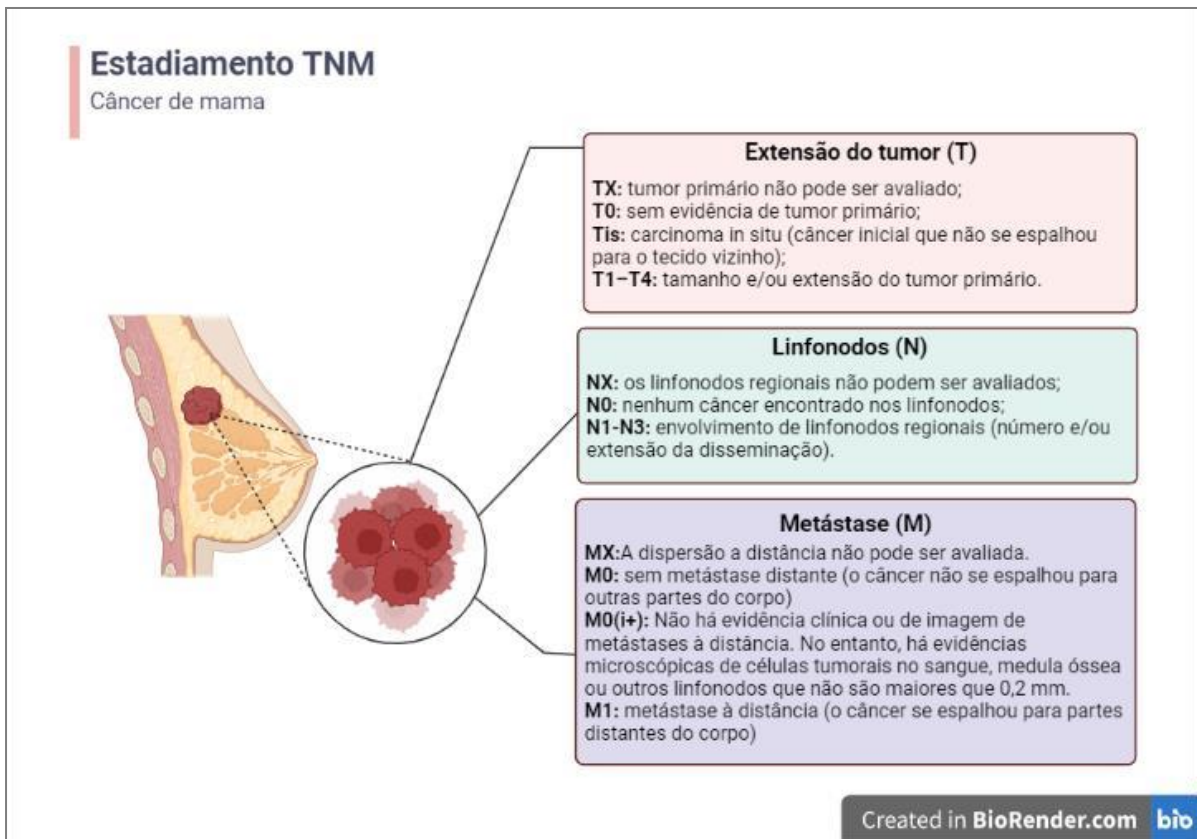 Estadiamento TNM
Câncer de mama
Extensão do tumor (T)
TX: tumor primário não pode ser avaliado;
T0: sem evidência de tumor primário;
Tis: carcinoma in situ (câncer inicial que não se espalhou
para o tecido vizinho);
T1–T4: tamanho e/ou extensão do tumor primário.
Linfonodos (N)
NX: os linfonodos regionais não podem ser avaliados;
N0: nenhum câncer encontrado nos linfonodos;
N1-N3: envolvimento de linfonodos regionais (número e/ou
extensão da disseminação).
Metástase (M)
MX:A dispersão a distância não pode ser avaliada.
M0: sem metástase distante (o câncer não se espalhou para
outras partes do corpo)
M0(i+): Não há evidência clínica ou de imagem de
metástases à distância. No entanto, há evidências
microscópicas de células tumorais no sangue, medula óssea
ou outros linfonodos que não são maiores que 0,2 mm.
M1: metástase à distância (o câncer se espalhou para partes
distantes do corpo)
Created in BioRender.com bio